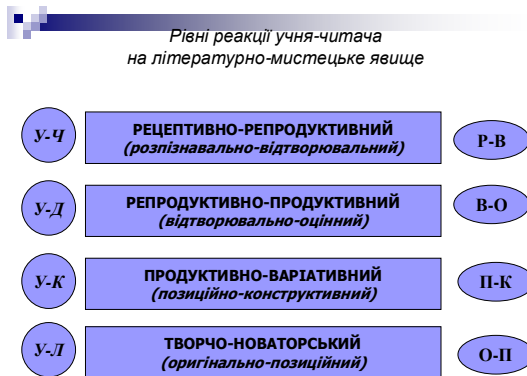 Рівні реакції учня-читача
на літературно-мистецьке явище
У-Ч
РЕЦЕПТИВНО-РЕПРОДУКТИВНИЙ
(розпізнавально-відтворювальний)
Р-В
У-Д
РЕПРОДУКТИВНО-ПРОДУКТИВНИЙ
(відтворювально-оцінний)
В-О
У-К
ПРОДУКТИВНО-ВАРІАТИВНИЙ
(позиційно-конструктивний)
П-К
У-Л
ТВОРЧО-НОВАТОРСЬКИЙ
(оригінально-позиційний)
О-П